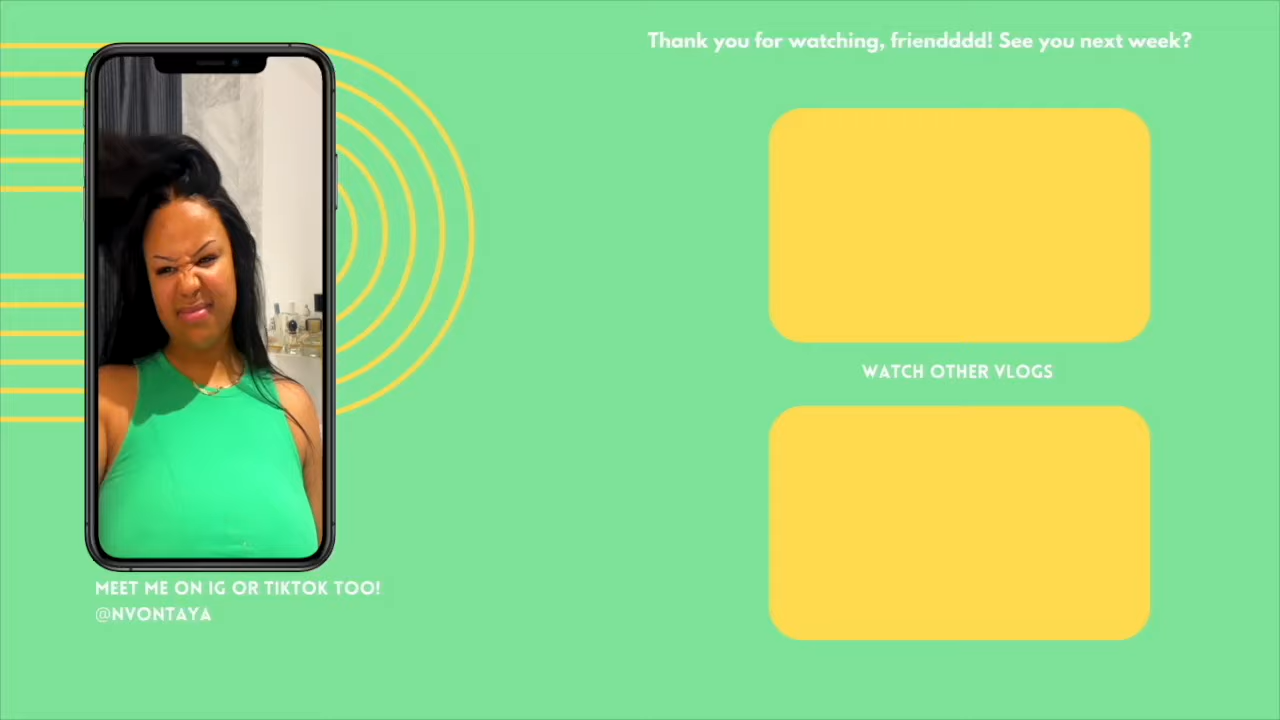 Thank you for watching, friendddd! See you next week?
WATCH OTHER VLOGS
MEET ME ON IG OR TIKTOK TOO!
@NVONTAYA